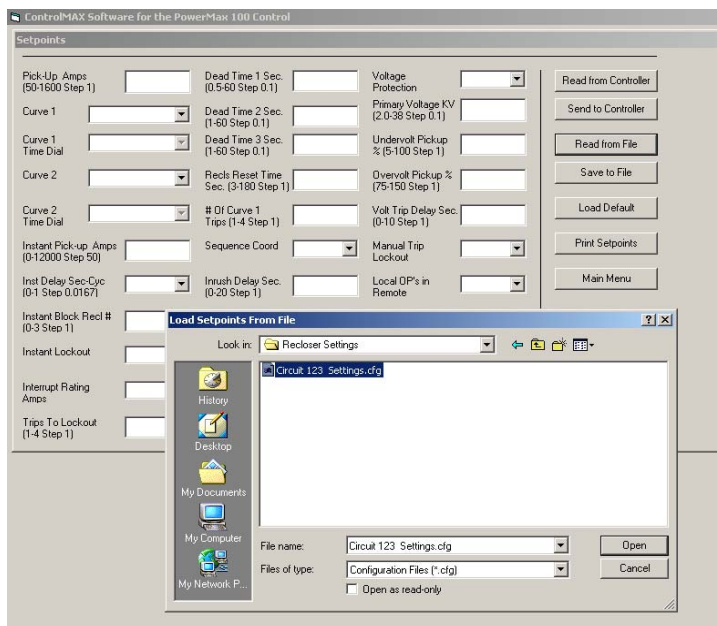 ControlMAX Software for the PowerMax 100 Control
Setpoints
Pick-Up Amps
(50-1600 Step 1)
Curve 1
Curve 1
Time Dial
Curve 2
Curve 2
Time Dial
Instant Pick-up Amps
(0-12000 Step 50)
Inst Delay Sec-Cyc
(0-1 Step 0.0167)
Instant Block Recl #
(0-3 Step 1)
Instant Lockout
Interrupt Rating
Amps
Trips To Lockout
(1-4 Step 1)
Dead Time 1 Sec.
(0.5-60 Step 0.1)
Dead Time 2 Sec.
(1-60 Step 0.1)
Dead Time 3 Sec.
(1-60 Step 0.1)
Recls Reset Time
Sec. (3-180 Step 1)
# Of Curve 1
Trips (1-4 Step 1)
Sequence Coord
Inrush Delay Sec.
(0-20 Step 1)
Voltage
Protection
Primary Voltage KV
(2.0-38 Step 0.1)
Undervolt Pickup
% (5-100 Step 1)
Overvolt Pickup %
(75-150 Step 1)
Volt Trip Delay Sec.
(0-10 Step 1)
Manual Trip
Lockout
Local OP's in
Remote
Read from Controller
Send to Controller
Read from File
Save to File
Load Default
Print Setpoints
Main Menu
Load Setpoints From File
Look in:
Recloser Settings
Circuit 123 Settings.cfg
History
Desktop
My Documents
My Computer
My Network P...
File name:
Circuit 123 Settings.cfg
Open
Files of type:
Configuration Files (*.cfg)
Cancel
Open as read-only